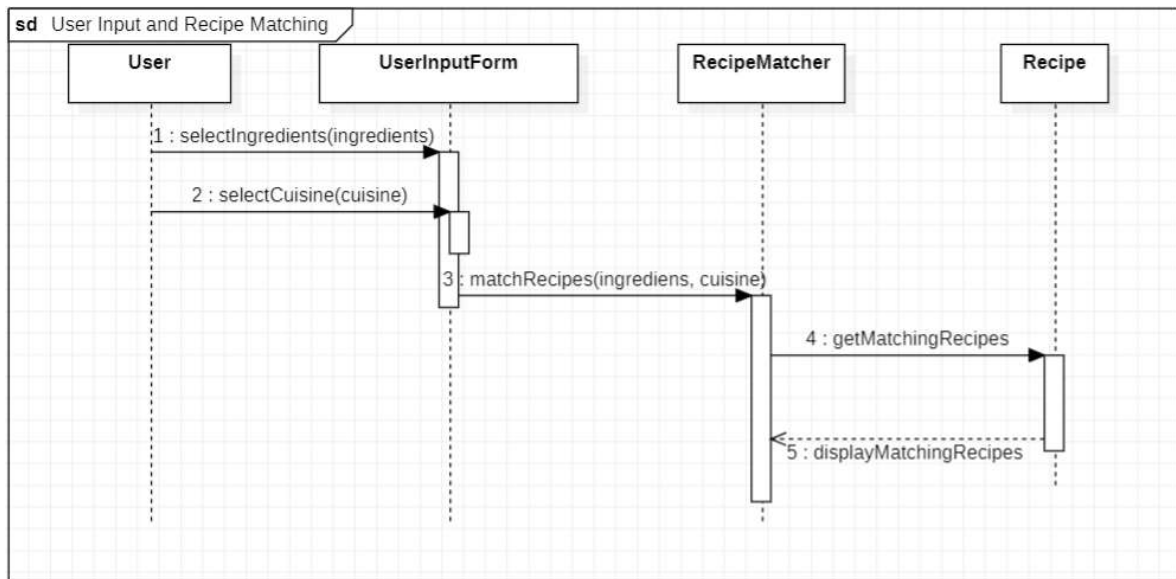 sd User Input and Recipe Matching
User UserInputForm RecipeMatcher Recipe
1 : selectIngredients(ingredients)
2 : selectCuisine(cuisine)
3 : matchRecipes(ingrediens, cuisine)
4 : getMatchingRecipes
5 : displayMatchingRecipes